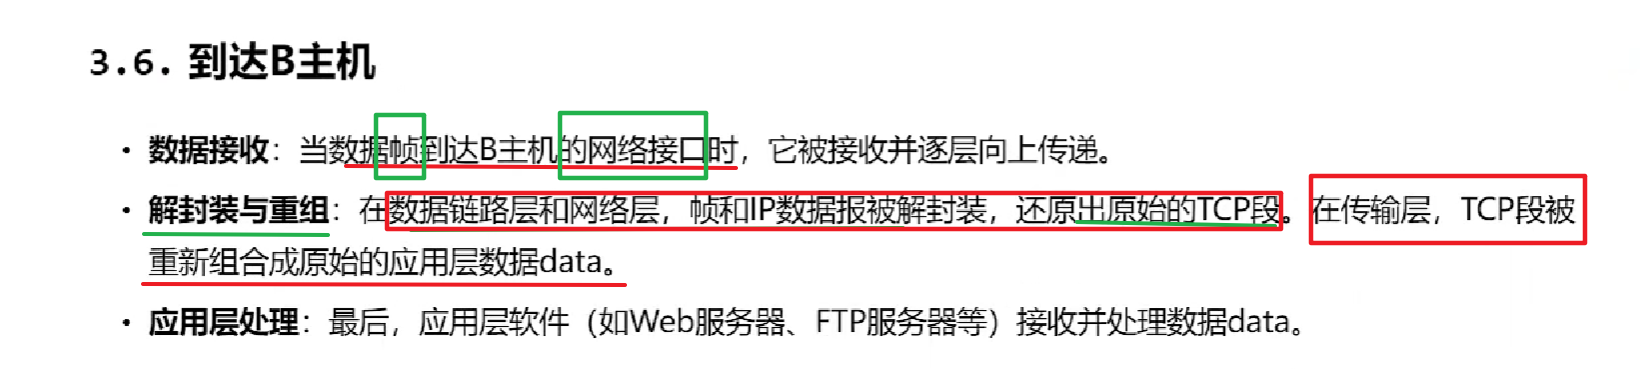 3.6. 到达B主机
• 数据接收：当数据帧到达B主机的网络接口时，它被接收并逐层向上传递。
• 解封装与重组：在数据链路层和网络层，帧和IP数据报被解封装，还原出原始的TCP段。在传输层，TCP段被
重新组合成原始的应用层数据data。
• 应用层处理：最后，应用层软件（如Web服务器、FTP服务器等）接收并处理数据data。